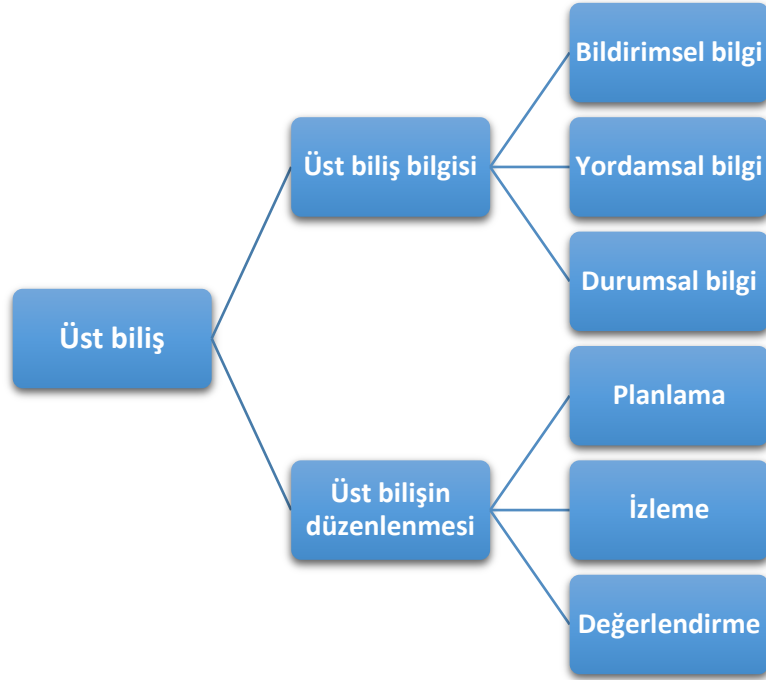 Üst biliş
Üst biliş bilgisi
Bildirimsel bilgi
Yordamsal bilgi
Durumsal bilgi
Üst bilişin
düzenlenmesi
Planlama
İzleme
Değerlendirme